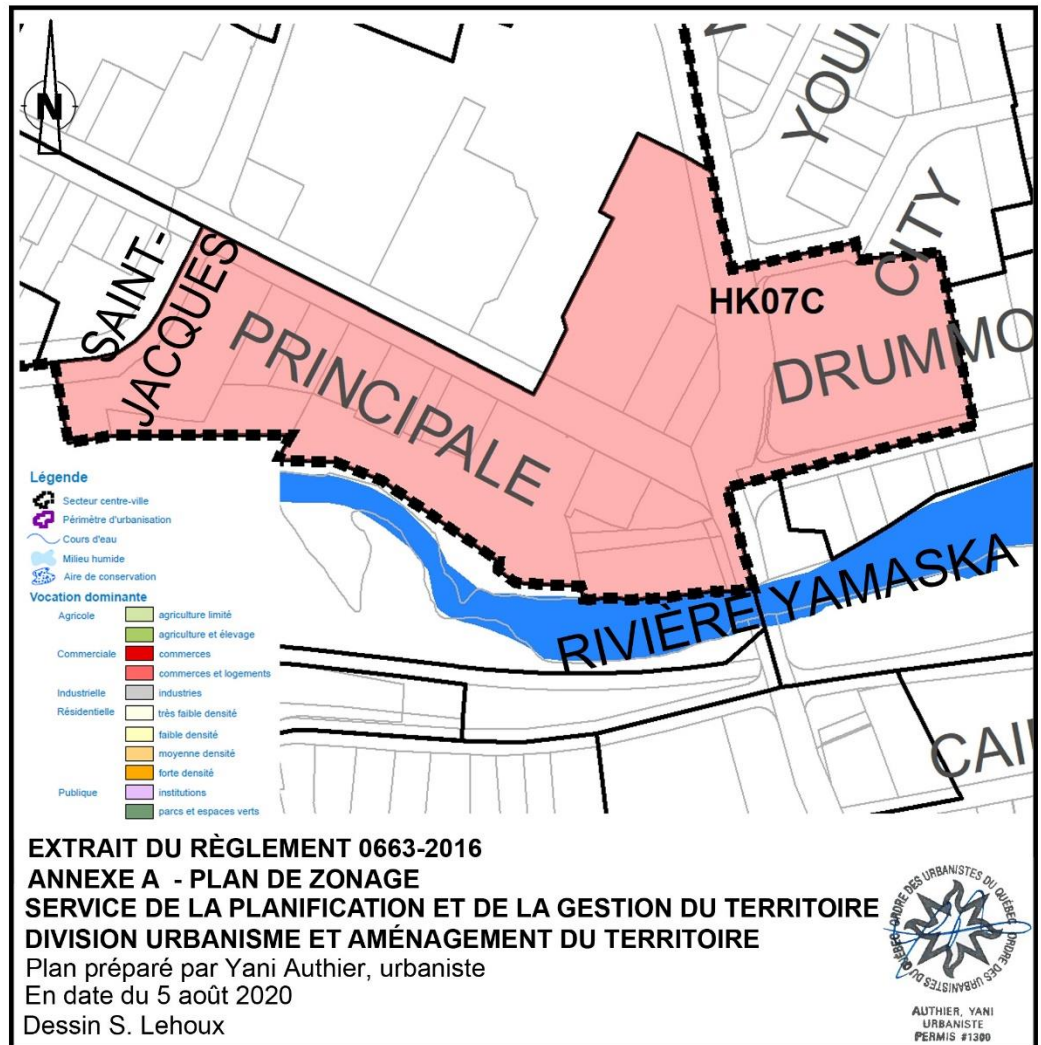 N
YOU
CITY
SAINT-
JACQUES
HK07C
PRINCIPALE
DRUMMO
RIVIÈRE YAMASKA
CAI
Légende
Secteur centre-ville
Périmètre d'urbanisation
Cours d'eau
Milieu humide
Aire de conservation
Vocation dominante
Agricole agriculture limité
agriculture et élevage
Commerciale commerces
commerces et logements
Industrielle industries
Résidentielle très faible densité
faible densité
moyenne densité
forte densité
Publique institutions
parcs et espaces verts
EXTRAIT DU RÈGLEMENT 0663-2016
ANNEXE A - PLAN DE ZONAGE
SERVICE DE LA PLANIFICATION ET DE LA GESTION DU TERRITOIRE
DIVISION URBANISME ET AMÉNAGEMENT DU TERRITOIRE
Plan préparé par Yani Authier, urbaniste
En date du 5 août 2020
Dessin S. Lehoux
ORDRE DES URBANISTES DU QUÉBEC
ORDRE DES URBANISTES DU QUÉBEC
AUTHIER, YANI
URBANISTE
PERMIS #1300